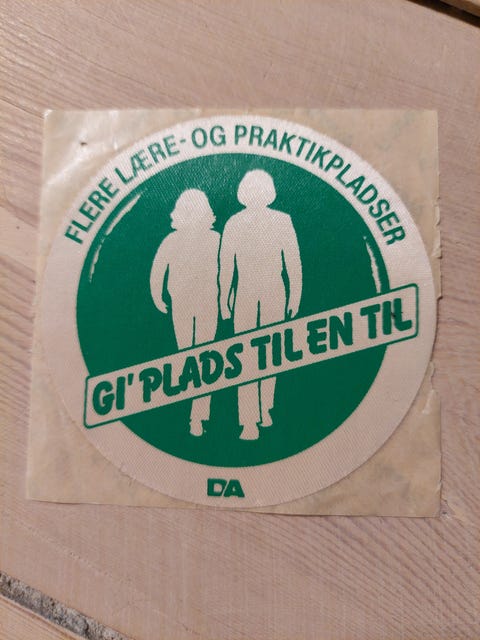 FLERE LÆRE- OG PRAKTIKPLADSER
GI' PLADS TIL EN TIL
DA